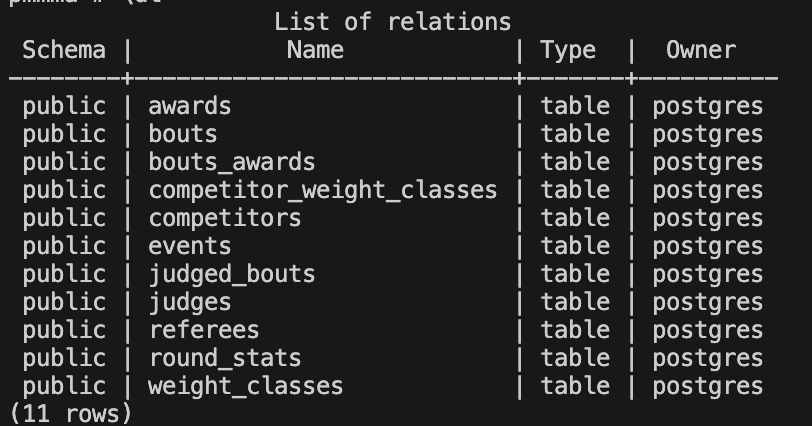 List of relations
 Schema |           Name            | Type  |  Owner
--------+---------------------------+-------+----------
 public | awards                    | table | postgres
 public | bouts                     | table | postgres
 public | bouts_awards              | table | postgres
 public | competitor_weight_classes | table | postgres
 public | competitors               | table | postgres
 public | events                    | table | postgres
 public | judged_bouts              | table | postgres
 public | judges                    | table | postgres
 public | referees                  | table | postgres
 public | round_stats               | table | postgres
 public | weight_classes            | table | postgres
(11 rows)